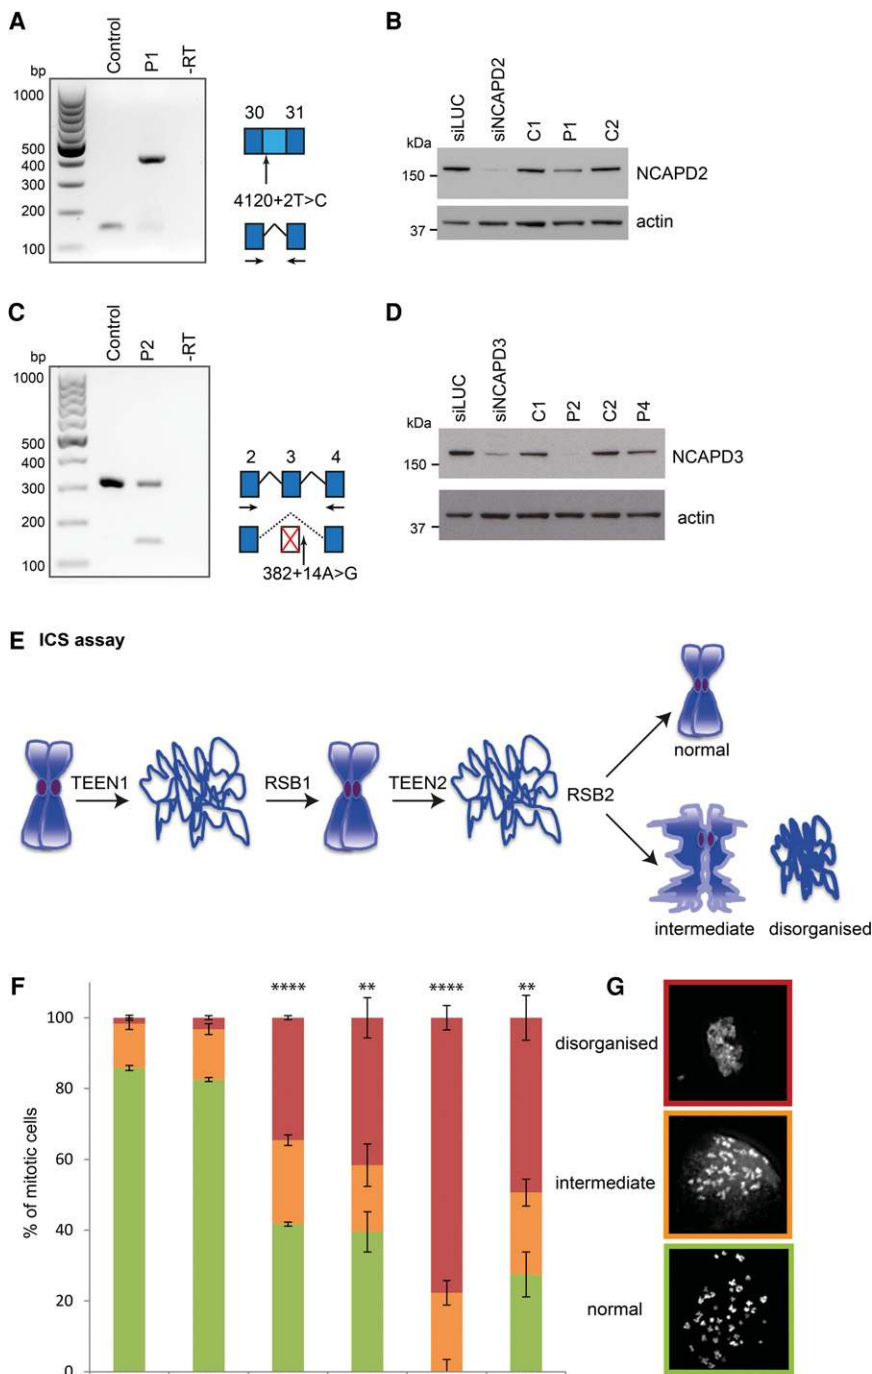 A
bp
Control
P1
-RT
1000
500
400
300
200
100
30 31
4120+2T>C
B
kDa
siLUC
siNCAPD2
C1
P1
C2
150
NCAPD2
37
actin
C
bp
Control
P2
-RT
1000
500
400
300
200
100
2 3 4
382+14A>G
D
kDa
siLUC
siNCAPD3
C1
P2
C2
P4
150
NCAPD3
37
actin
E ICS assay
TEEN1
RSB1
TEEN2
RSB2
normal
intermediate
disorganised
F
% of mitotic cells
100
80
60
40
20
0
****
**
****
**
G
disorganised
intermediate
normal